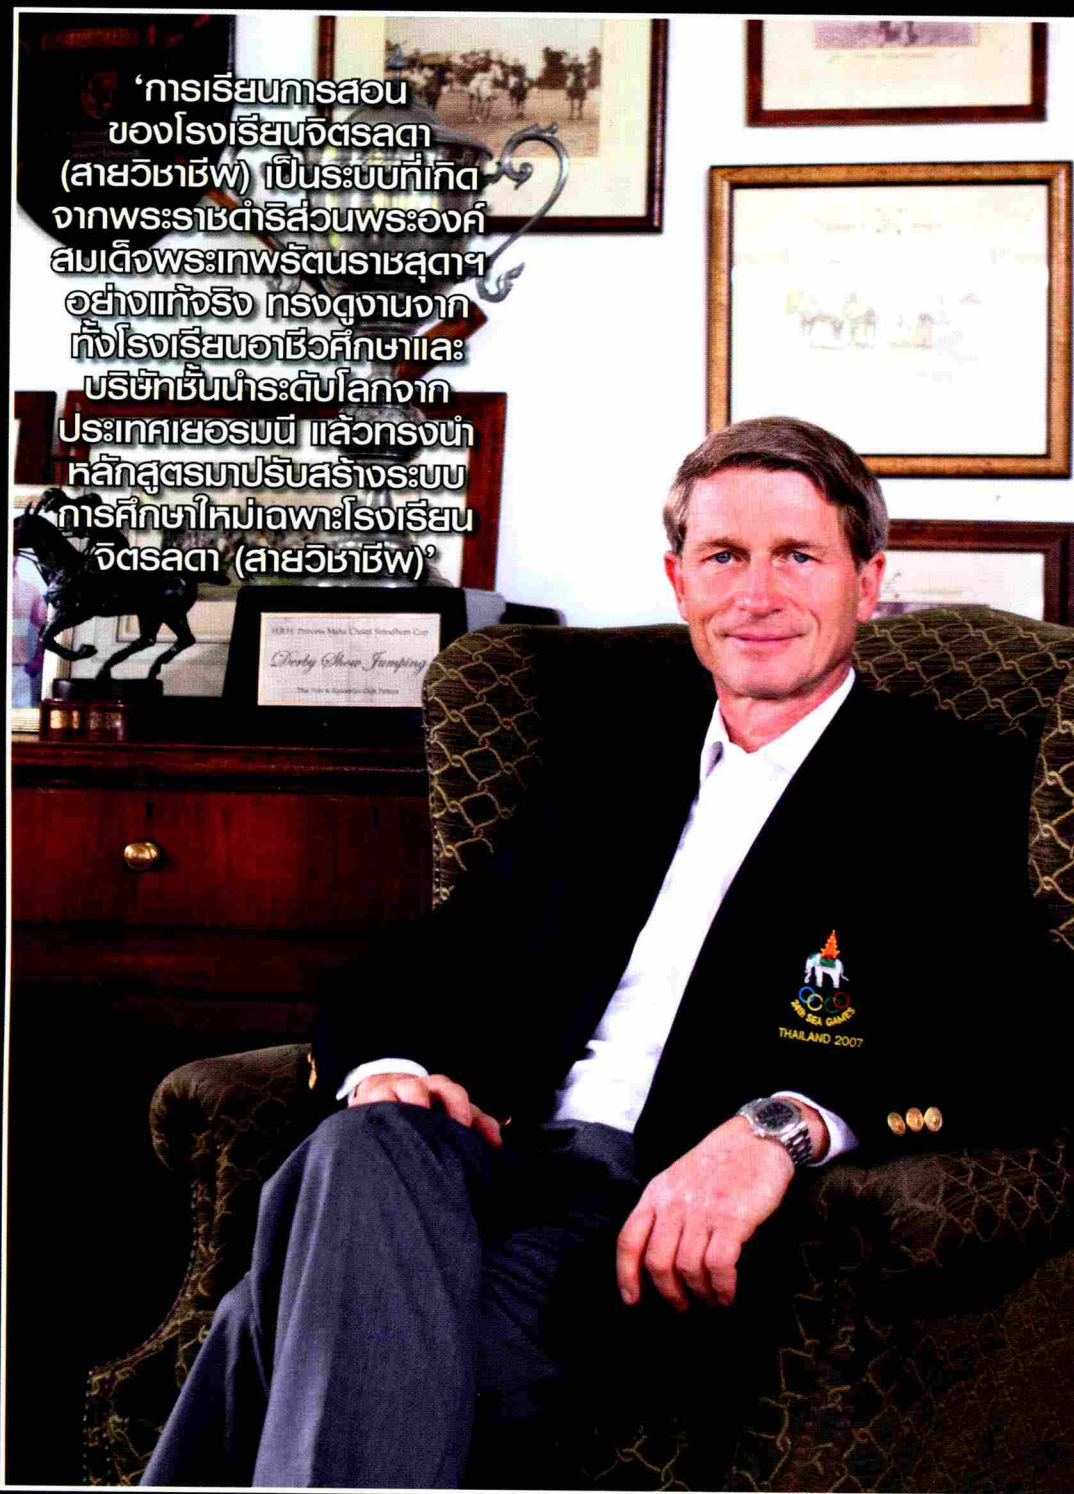 ‘การเรียนการสอน
ของโรงเรียนจิตรลดา
(สายวิชาชีพ) เป็นระบบที่เกิด
จากพระราชดำริส่วนพระองค์
สมเด็จพระเทพรัตนราชสุดาฯ
อย่างแท้จริง ทรงดูงานจาก
ทั้งโรงเรียนอาชีวศึกษาและ
บริษัทชั้นนำระดับโลกจาก
ประเทศเยอรมนี แล้วทรงนำ
หลักสูตรมาปรับสร้างระบบ
การศึกษาใหม่เฉพาะโรงเรียน
จิตรลดา (สายวิชาชีพ)’
H.R.H. Princess Maha Chakri Sirindhorn Cup
Derby Show Jumping
Thai Polo & Equestrian Club Pattaya
24th SEA GAMES
THAILAND 2007